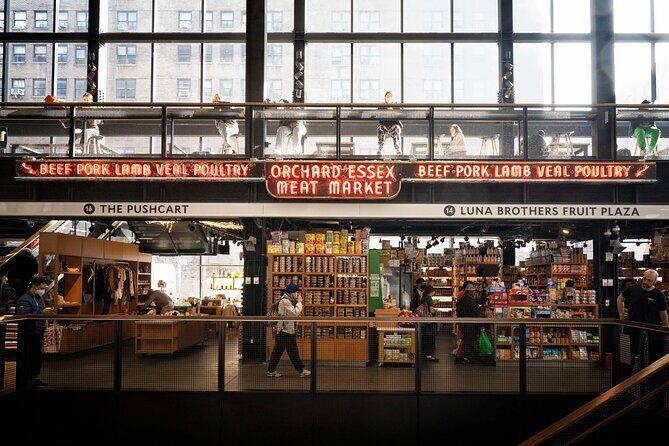 BEEF PORK LAMB VEAL POULTRY
ORCHARD ESSEX
MEAT MARKET
BEEF PORK LAMB VEAL POULTRY
16 THE PUSHCART
14 LUNA BROTHERS FRUIT PLAZA